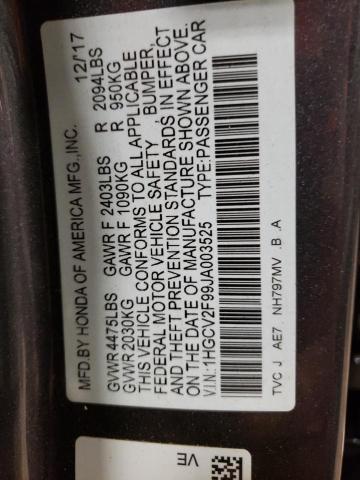 MFD.BY HONDA OF AMERICA MFG.,INC. 12/17
GVWR 4475LBS GAWR F 2403LBS R 2094LBS
GVWR 2030KG GAWR F 1090KG R 950KG
THIS VEHICLE CONFORMS TO ALL APPLICABLE
FEDERAL MOTOR VEHICLE SAFETY, BUMPER,
AND THEFT PREVENTION STANDARDS IN EFFECT
ON THE DATE OF MANUFACTURE SHOWN ABOVE.
V.I.N.:1HGCV2F99JA003525 TYPE:PASSENGER CAR
TVC J AE7. NH797MV .B .A
VE